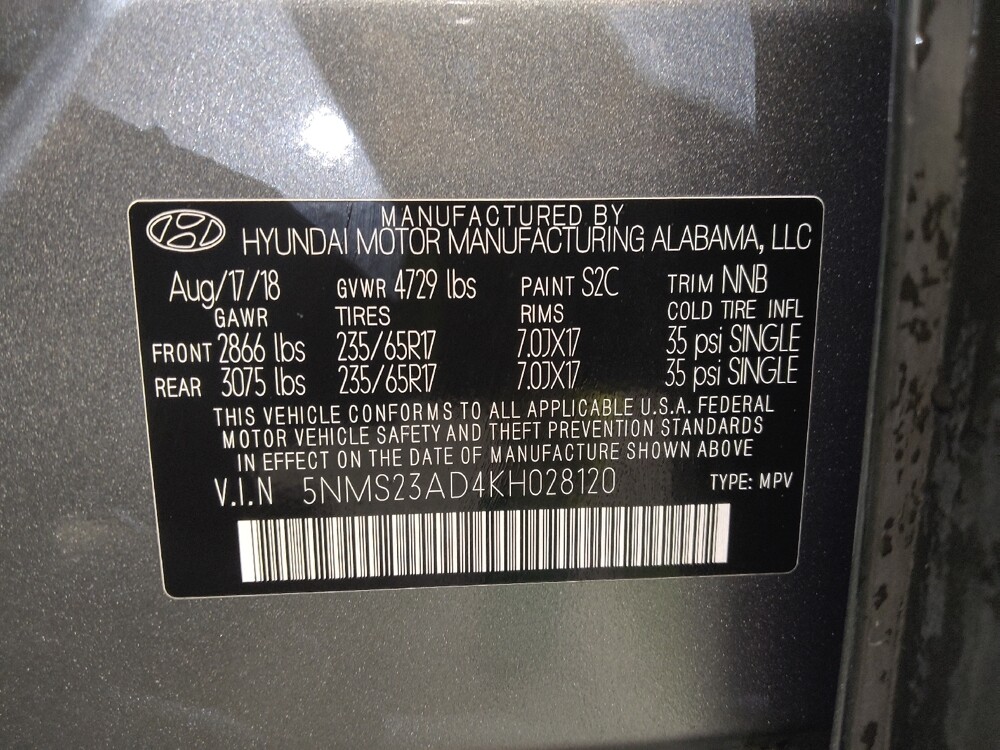 MANUFACTURED BY
HYUNDAI MOTOR MANUFACTURING ALABAMA, LLC
Aug/17/18 GVWR 4729 lbs PAINT S2C TRIM NNB
GAWR TIRES RIMS COLD TIRE INFL
FRONT 2866 lbs 235/65R17 7.0JX17 35 psi SINGLE
REAR 3075 lbs 235/65R17 7.0JX17 35 psi SINGLE
THIS VEHICLE CONFORMS TO ALL APPLICABLE U.S.A. FEDERAL
MOTOR VEHICLE SAFETY AND THEFT PREVENTION STANDARDS
IN EFFECT ON THE DATE OF MANUFACTURE SHOWN ABOVE
V.I.N 5NMS23AD4KH028120 TYPE: MPV